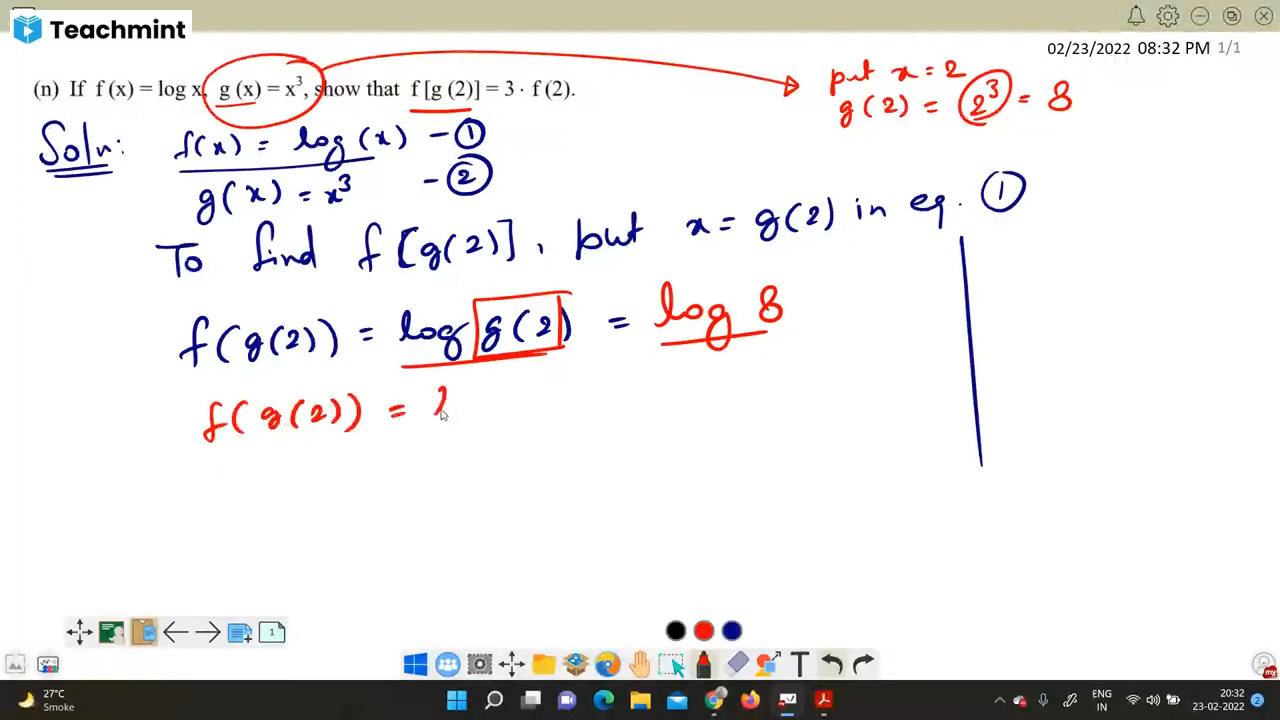 Teachmint
02/23/2022 08:32 PM 1/1
(n) If f (x) = log x, g (x) = x³, show that f [g (2)] = 3 · f (2).
put x = 2
g(2) = 2³ = 8
Soln:
f(x) = log (x) - ①
g(x) = x³ - ②
To find f[g(2)], put x = g(2) in eq. ①
f(g(2)) = log g(2) = log 8
f(g(2)) =
1
27°C
Smoke
ENG
IN
20:32
23-02-2022
2